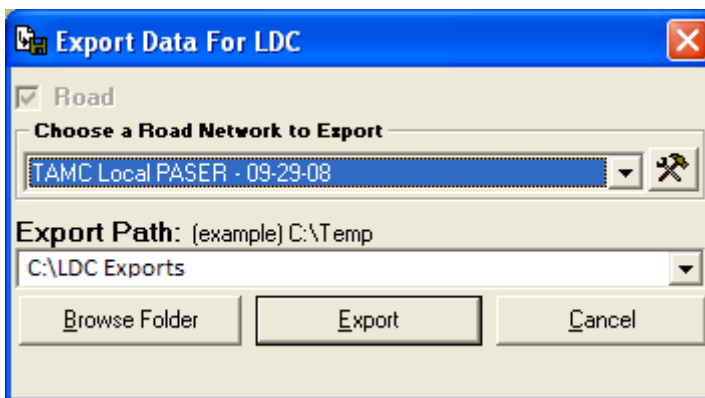 Export Data For LDC
Road
Choose a Road Network to Export
TAMC Local PASER - 09-29-08
Export Path: (example) C:\Temp
C:\LDC Exports
Browse Folder Export Cancel